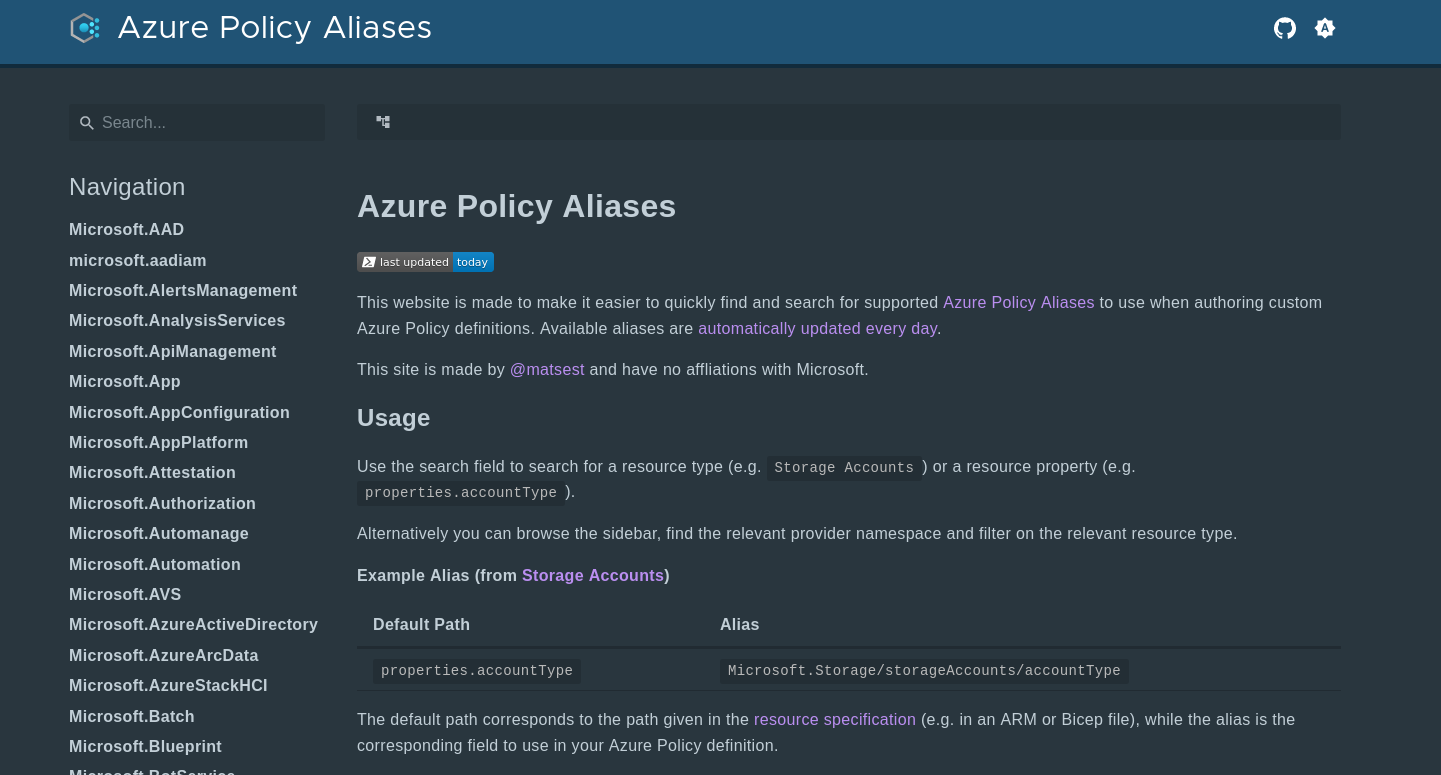 Azure Policy Aliases
Search...
Navigation
Microsoft.AAD
microsoft.aadiam
Microsoft.AlertsManagement
Microsoft.AnalysisServices
Microsoft.ApiManagement
Microsoft.App
Microsoft.AppConfiguration
Microsoft.AppPlatform
Microsoft.Attestation
Microsoft.Authorization
Microsoft.Automanage
Microsoft.Automation
Microsoft.AVS
Microsoft.AzureActiveDirectory
Microsoft.AzureArcData
Microsoft.AzureStackHCI
Microsoft.Batch
Microsoft.Blueprint
Microsoft.BotService
Azure Policy Aliases
last updated today
This website is made to make it easier to quickly find and search for supported Azure Policy Aliases to use when authoring custom
Azure Policy definitions. Available aliases are automatically updated every day.
This site is made by @matsest and have no affliations with Microsoft.
Usage
Use the search field to search for a resource type (e.g. Storage Accounts) or a resource property (e.g.
properties.accountType).
Alternatively you can browse the sidebar, find the relevant provider namespace and filter on the relevant resource type.
Example Alias (from Storage Accounts)
Default Path Alias
properties.accountType Microsoft.Storage/storageAccounts/accountType
The default path corresponds to the path given in the resource specification (e.g. in an ARM or Bicep file), while the alias is the
corresponding field to use in your Azure Policy definition.